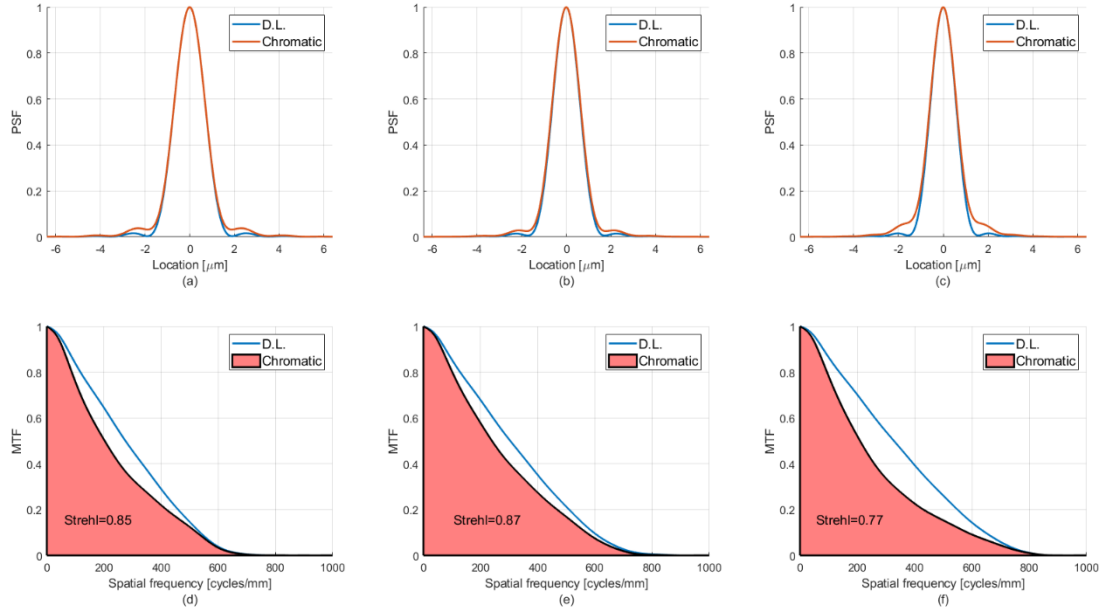 1
0.8
0.6
0.4
0.2
0
PSF
D.L.
Chromatic
-6 -4 -2 0 2 4 6
Location [μm]
(a)
1
0.8
0.6
0.4
0.2
0
PSF
D.L.
Chromatic
-6 -4 -2 0 2 4 6
Location [μm]
(b)
1
0.8
0.6
0.4
0.2
0
PSF
D.L.
Chromatic
-6 -4 -2 0 2 4 6
Location [μm]
(c)
1
0.8
0.6
0.4
0.2
0
MTF
D.L.
Chromatic
Strehl=0.85
0 200 400 600 800 1000
Spatial frequency [cycles/mm]
(d)
1
0.8
0.6
0.4
0.2
0
MTF
D.L.
Chromatic
Strehl=0.87
0 200 400 600 800 1000
Spatial frequency [cycles/mm]
(e)
1
0.8
0.6
0.4
0.2
0
MTF
D.L.
Chromatic
Strehl=0.77
0 200 400 600 800 1000
Spatial frequency [cycles/mm]
(f)